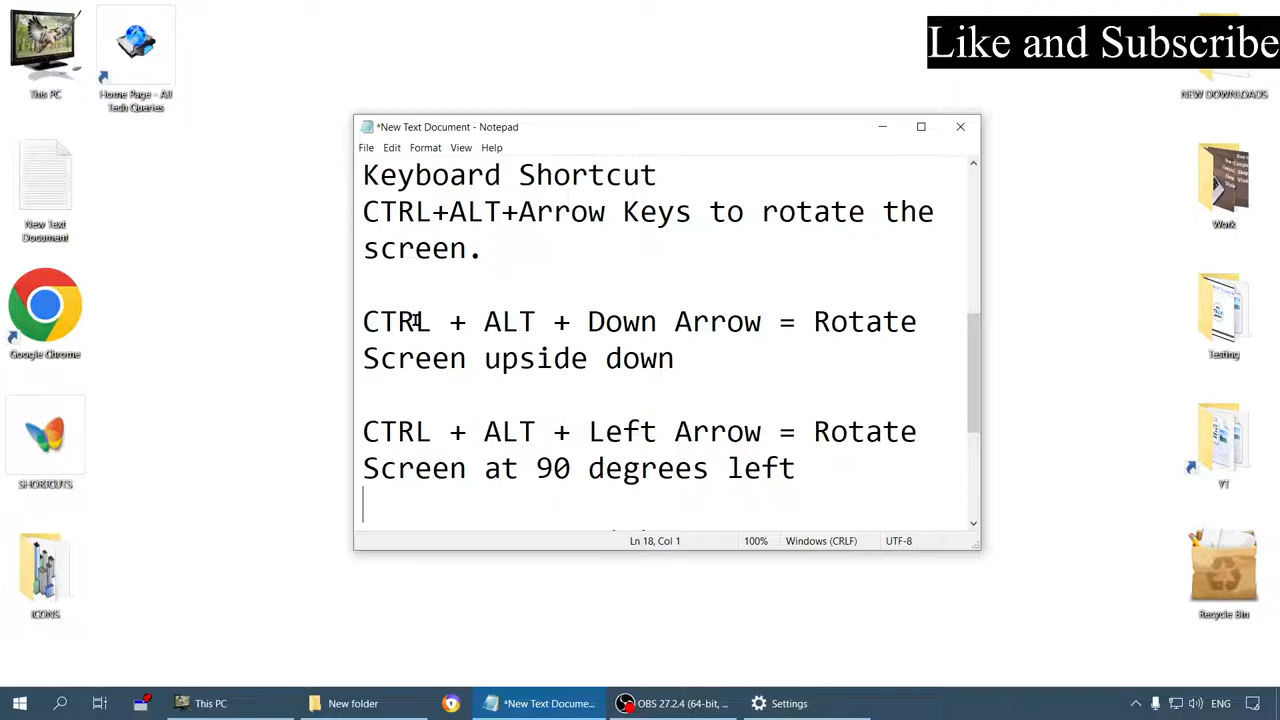 Like and Subscribe
This PC
Home Page - All
Tech Queries
NEW DOWNLOADS
*New Text Document - Notepad
File Edit Format View Help
Keyboard Shortcut
CTRL+ALT+Arrow Keys to rotate the
screen.
CTRL + ALT + Down Arrow = Rotate
Screen upside down
CTRL + ALT + Left Arrow = Rotate
Screen at 90 degrees left
Ln 18, Col 1 100% Windows (CRLF) UTF-8
New Text
Document
Google Chrome
SHORTCUTS
ICONS
Work
Testing
YT
Recycle Bin
This PC
New folder
*New Text Docume...
OBS 27.2.4 (64-bit, ...
Settings
ENG